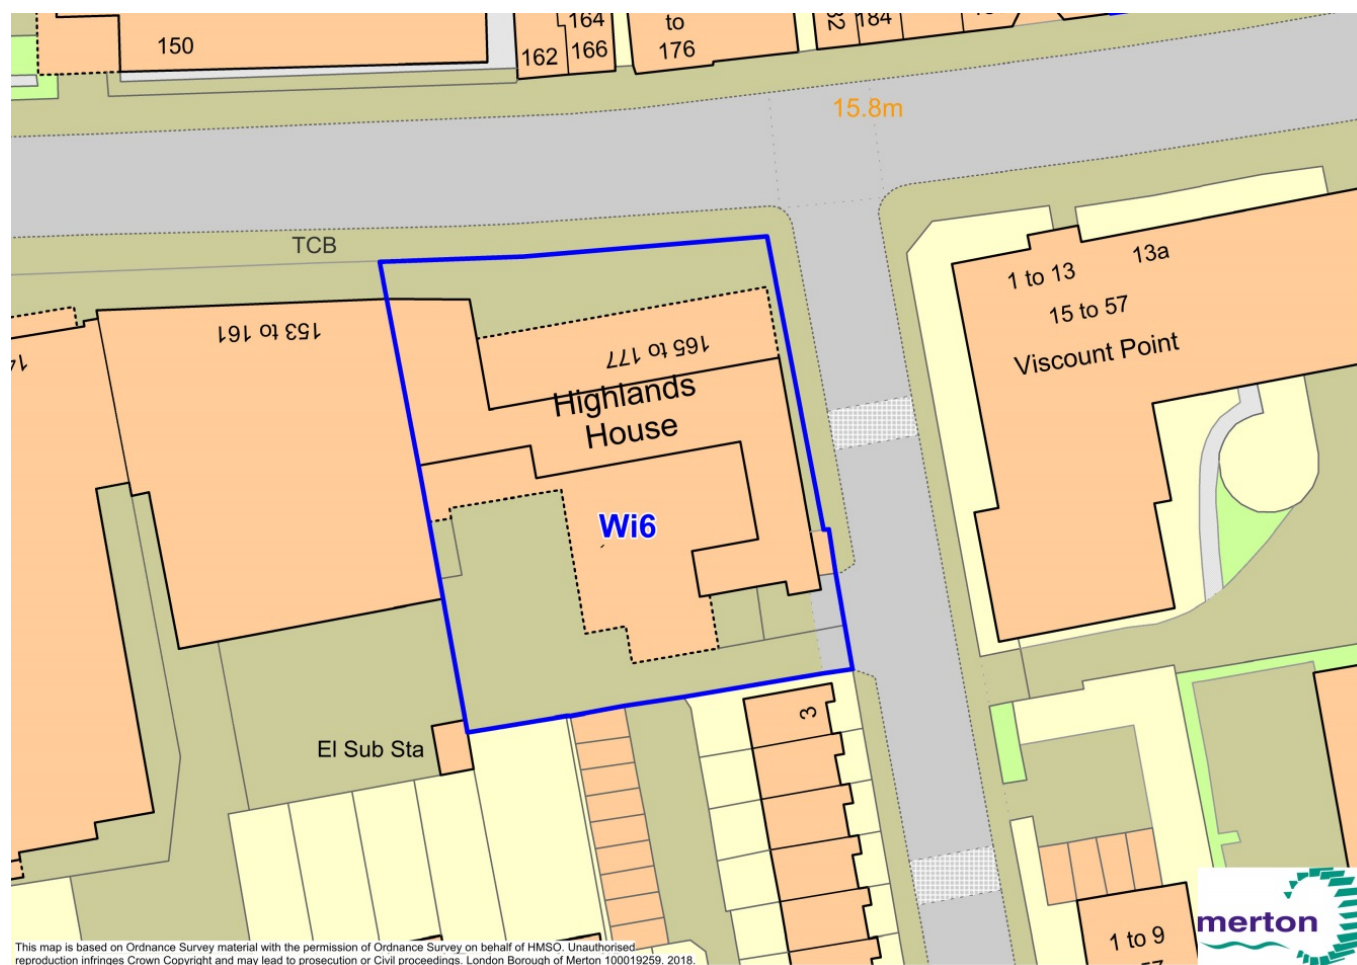 150
162
164
166
to
176
184
15.8m
TCB
153 to 161
165 to 177
Highlands
House
Wi6
1 to 13
13a
15 to 57
Viscount Point
El Sub Sta
3
1 to 9
merton
This map is based on Ordnance Survey material with the permission of Ordnance Survey on behalf of HMSO. Unauthorised
reproduction infringes Crown Copyright and may lead to prosecution or Civil proceedings. London Borough of Merton 100019259. 2018.